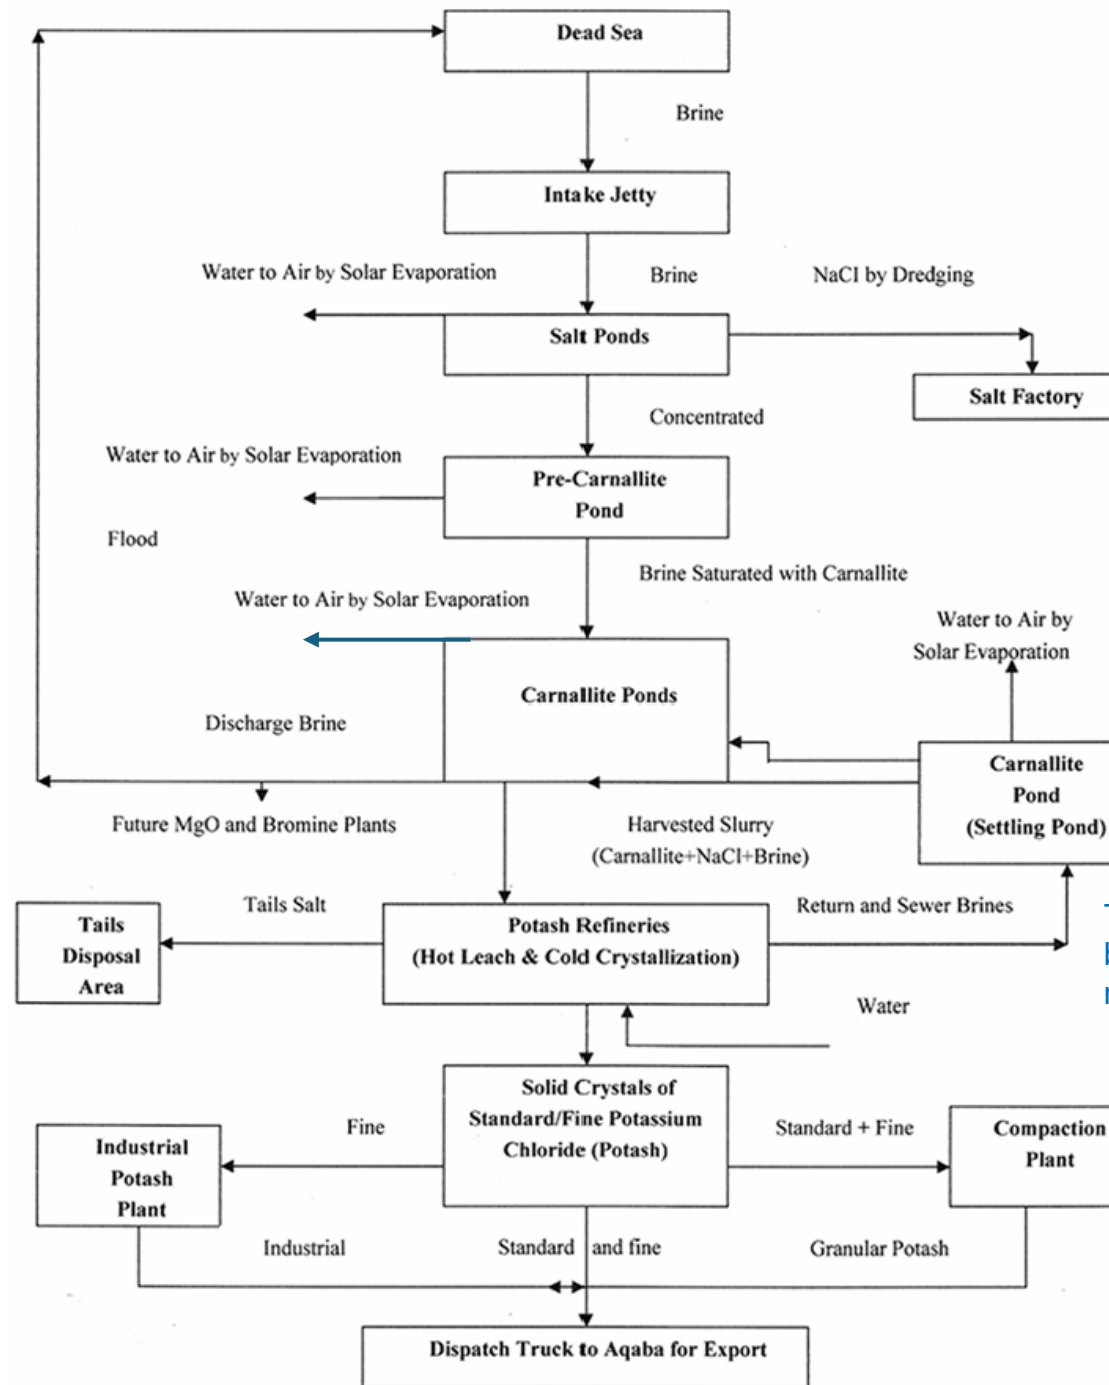 Dead Sea
Brine
Intake Jetty
Water to Air by Solar Evaporation
Brine
NaCI by Dredging
Salt Ponds
Salt Factory
Concentrated
Water to Air by Solar Evaporation
Pre-Carnallite
Pond
Flood
Brine Saturated with Carnallite
Water to Air by Solar Evaporation
Water to Air by
Solar Evaporation
Carnallite Ponds
Discharge Brine
Carnallite
Pond
(Settling Pond)
Future MgO and Bromine Plants
Harvested Slurry
(Carnallite+NaCl+Brine)
Tails Salt
Return and Sewer Brines
Tails
Disposal
Area
Potash Refineries
(Hot Leach & Cold Crystallization)
Water
Solid Crystals of
Standard/Fine Potassium
Chloride (Potash)
Fine
Standard + Fine
Industrial
Potash
Plant
Compaction
Plant
Industrial
Standard and fine
Granular Potash
Dispatch Truck to Aqaba for Export